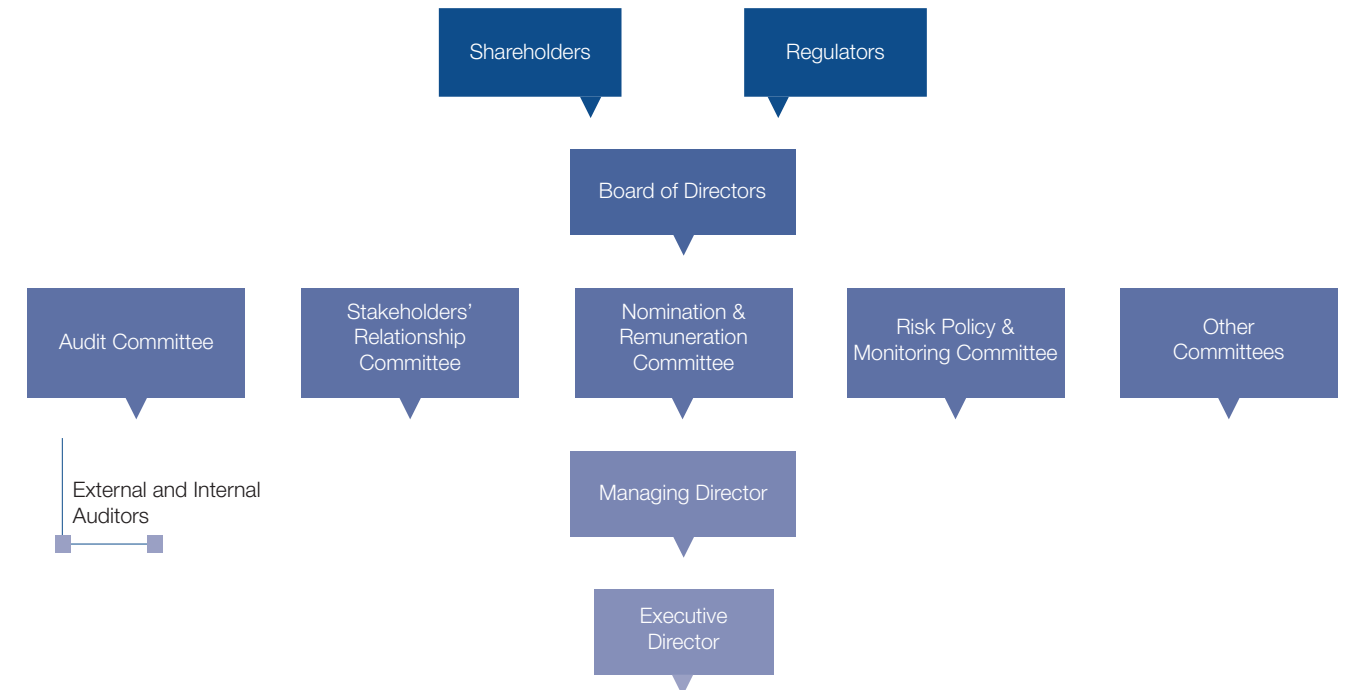 Shareholders
Regulators
Board of Directors
Audit Committee
Stakeholders’
Relationship
Committee
Nomination &
Remuneration
Committee
Risk Policy &
Monitoring Committee
Other
Committees
External and Internal
Auditors
Managing Director
Executive
Director